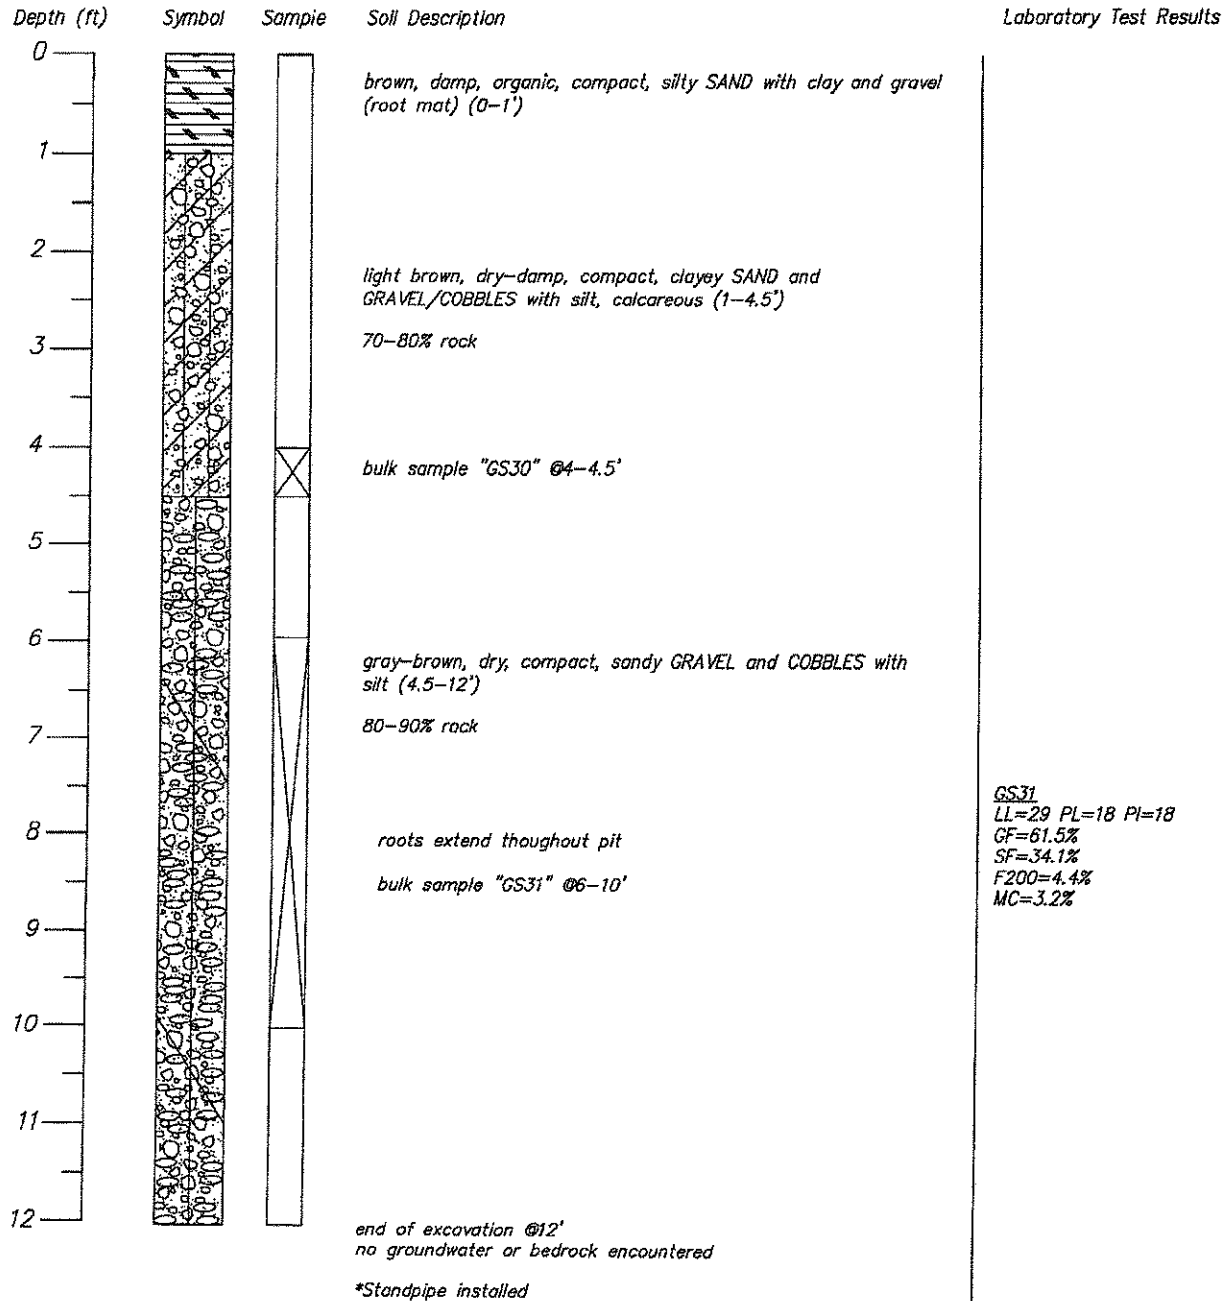 Depth (ft) Symbol Sample Soil Description Laboratory Test Results
0
brown, damp, organic, compact, silty SAND with clay and gravel
(root mat) (0-1')
1
2
light brown, dry-damp, compact, clayey SAND and
GRAVEL/COBBLES with silt, calcareous (1-4.5')
3
70-80% rock
4
bulk sample "GS30" @4-4.5'
5
6
gray-brown, dry, compact, sandy GRAVEL and COBBLES with
silt (4.5-12')
7
80-90% rock
GS31
LL=29 PL=18 PI=18
8
roots extend thoughout pit
GF=61.5%
SF=34.1%
bulk sample "GS31" @6-10'
F200=4.4%
MC=3.2%
9
10
11
12
end of excavation @12'
no groundwater or bedrock encountered
*Standpipe installed